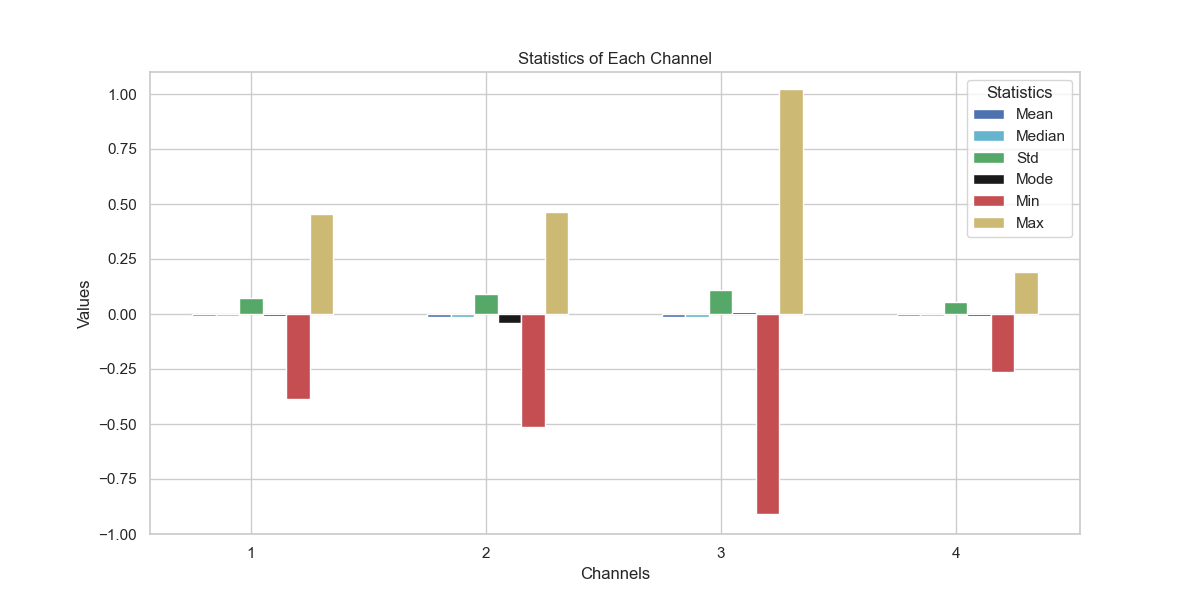 Statistics of Each Channel
Statistics
Mean
Median
Std
Mode
Min
Max
Values
1.00
0.75
0.50
0.25
0.00
−0.25
−0.50
−0.75
−1.00
1 2 3 4
Channels